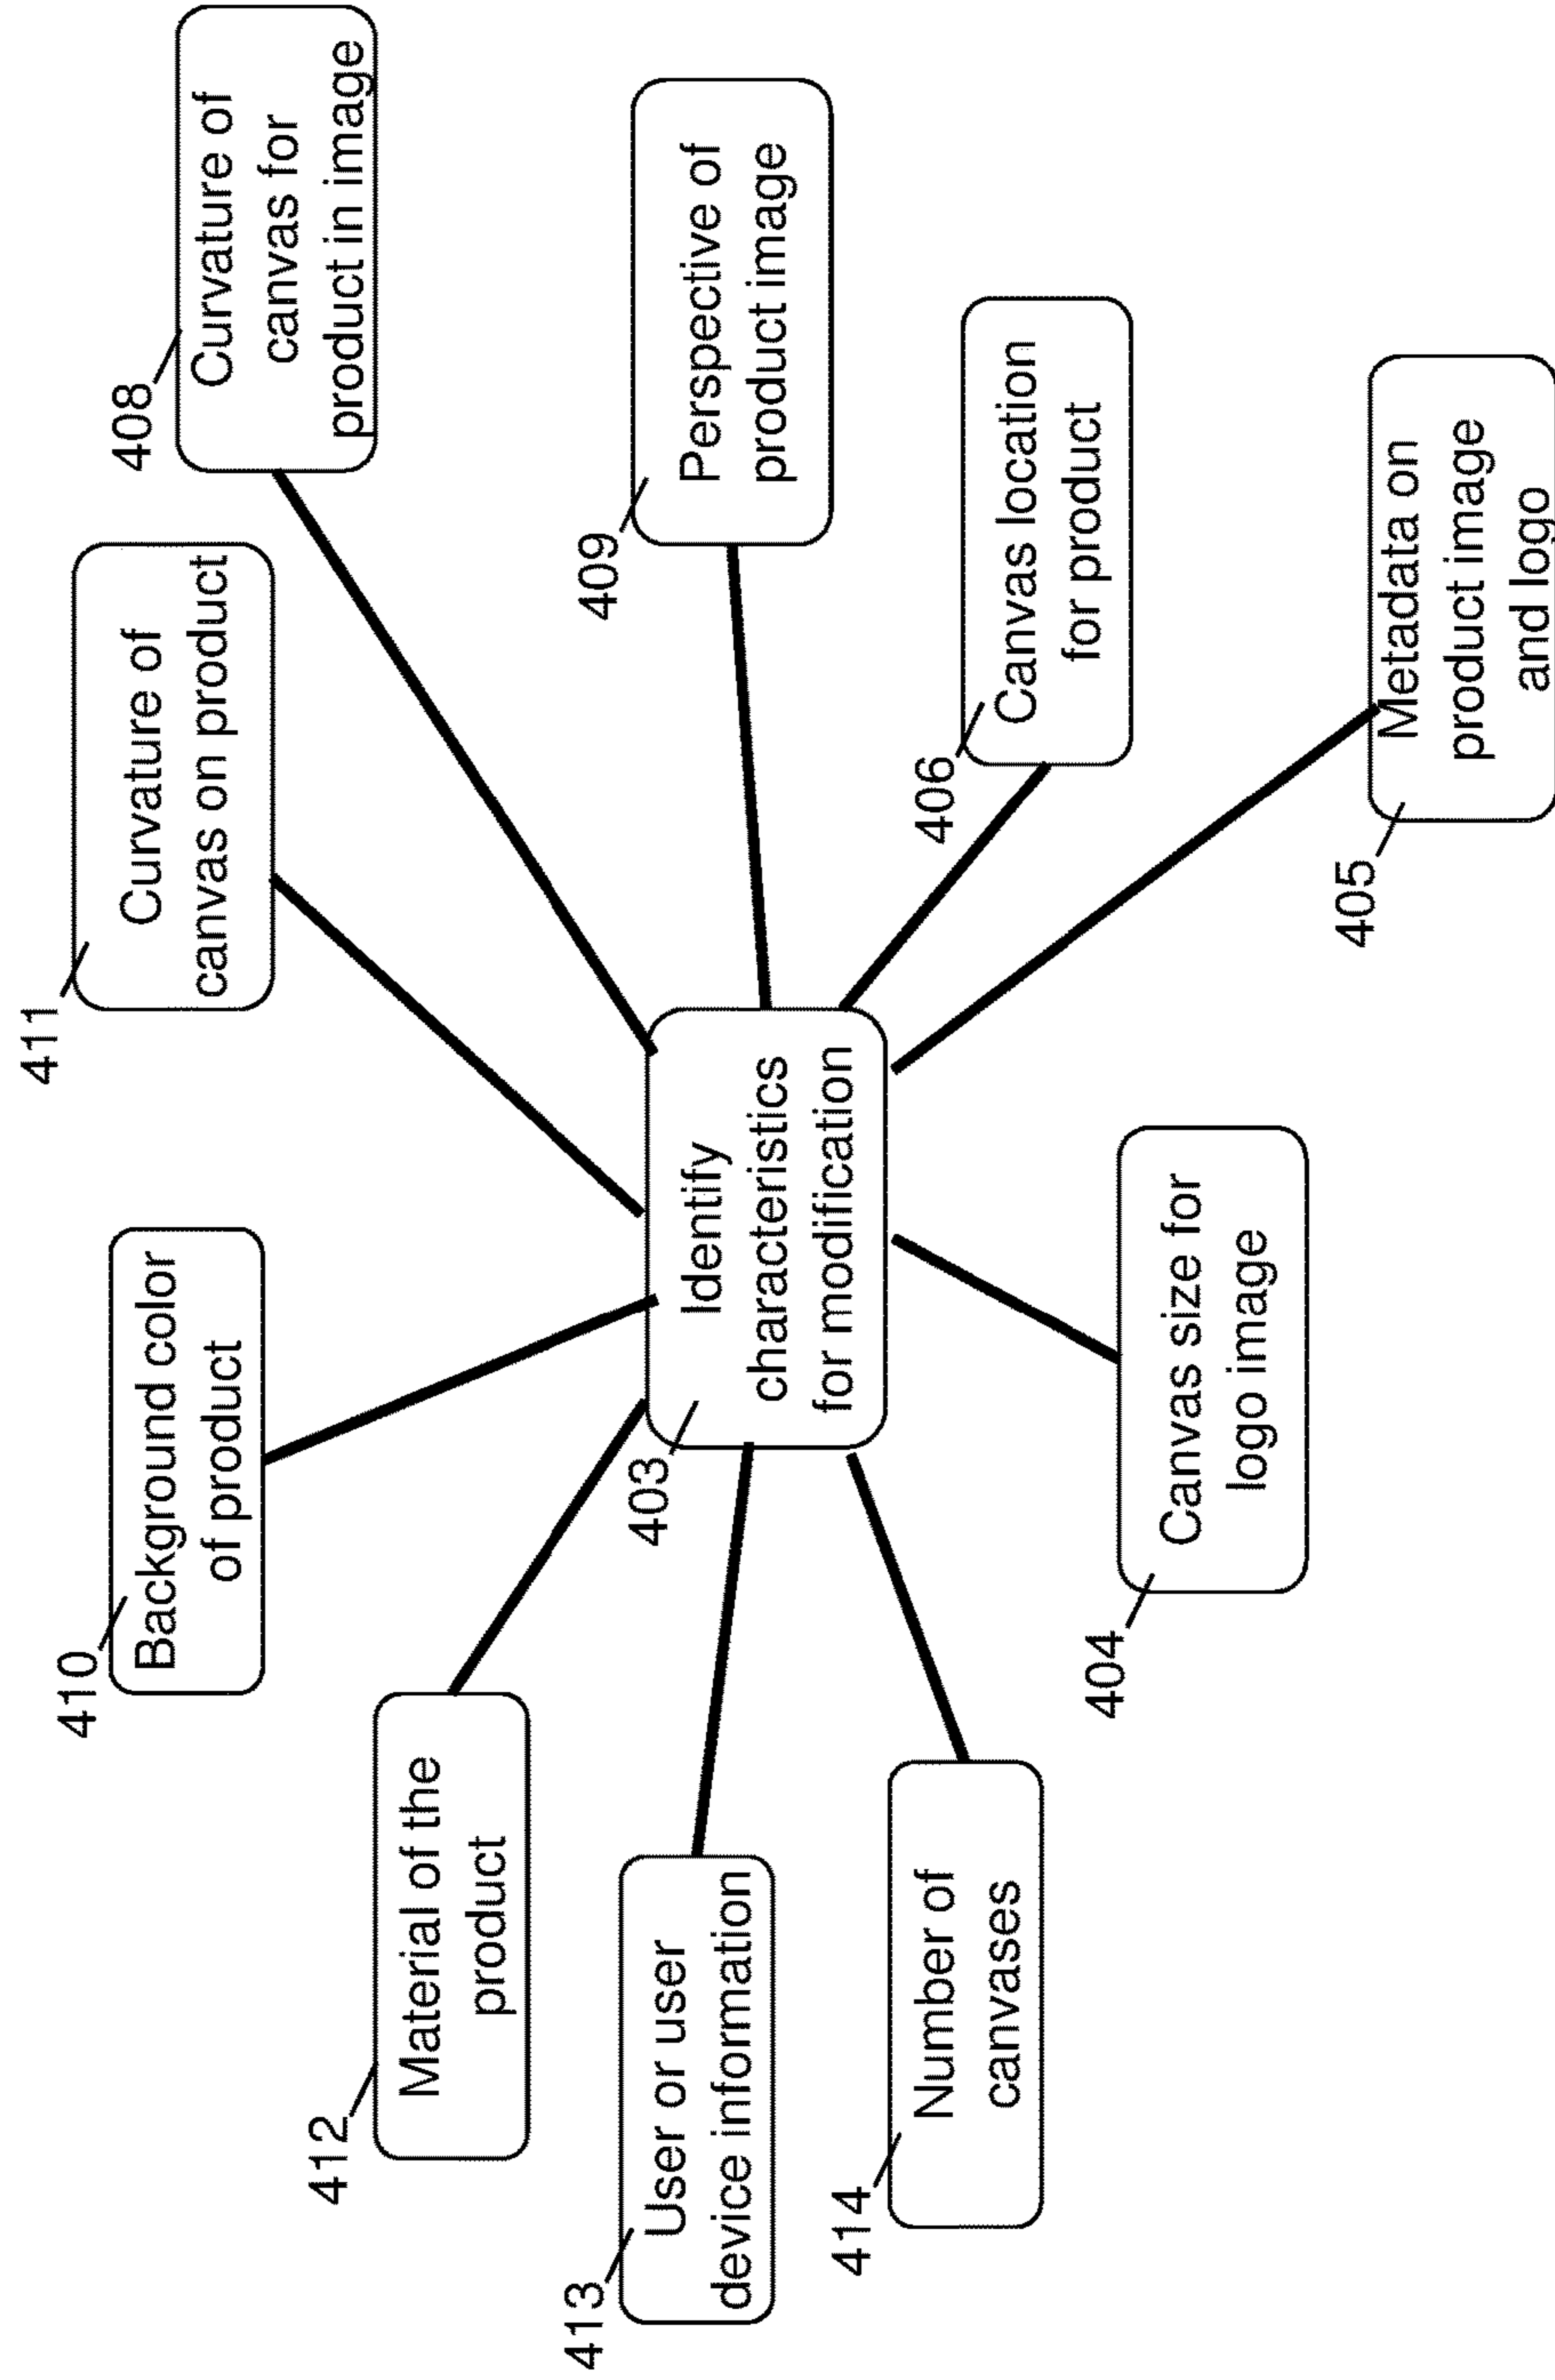 410
Background color
of product
411
Curvature of
canvas on product
408
Curvature of
canvas for
product in image
412
Material of the
product
409
Perspective of
product image
413
User or user
device information
403
Identify
characteristics
for modification
406
Canvas location
for product
414
Number of
canvases
404
Canvas size for
logo image
405
Metadata on
product image
and logo